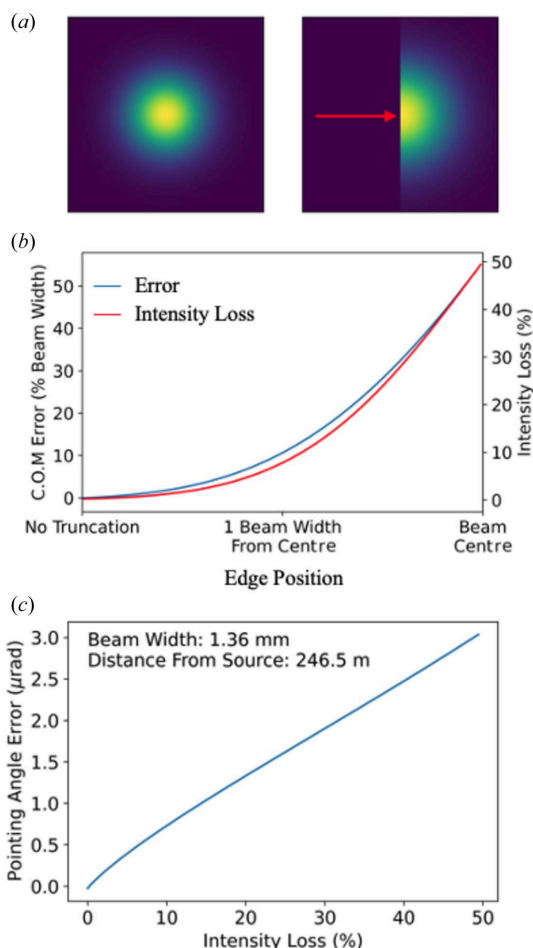 (a)
(b)
C.O.M Error (% Beam Width)
50
40
30
20
10
0
Error
Intensity Loss
50
40
30
20
10
0
Intensity Loss (%)
No Truncation
1 Beam Width
From Centre
Beam
Centre
Edge Position
(c)
Pointing Angle Error (μrad)
3.0
2.5
2.0
1.5
1.0
0.5
0.0
Beam Width: 1.36 mm
Distance From Source: 246.5 m
0 10 20 30 40 50
Intensity Loss (%)